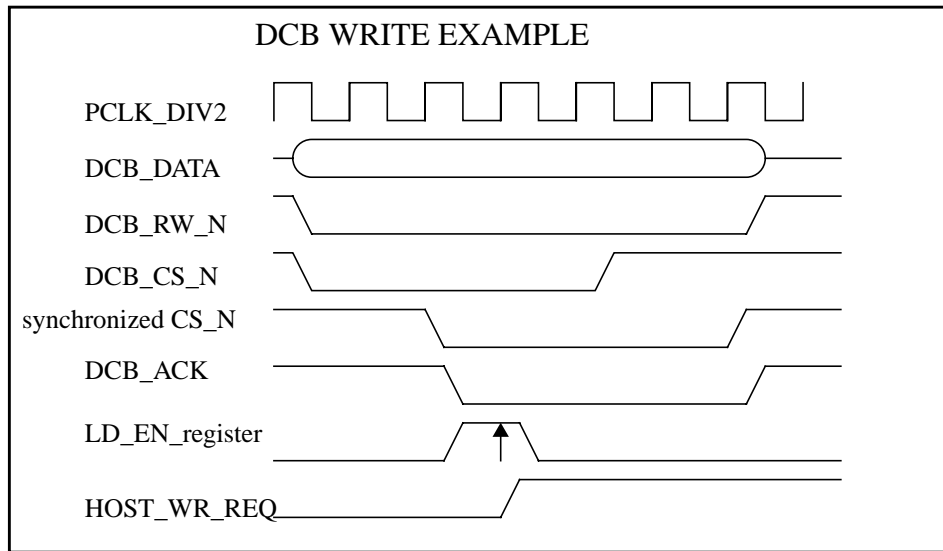 DCB WRITE EXAMPLE
PCLK_DIV2
DCB_DATA
DCB_RW_N
DCB_CS_N
synchronized CS_N
DCB_ACK
LD_EN_register
HOST_WR_REQ